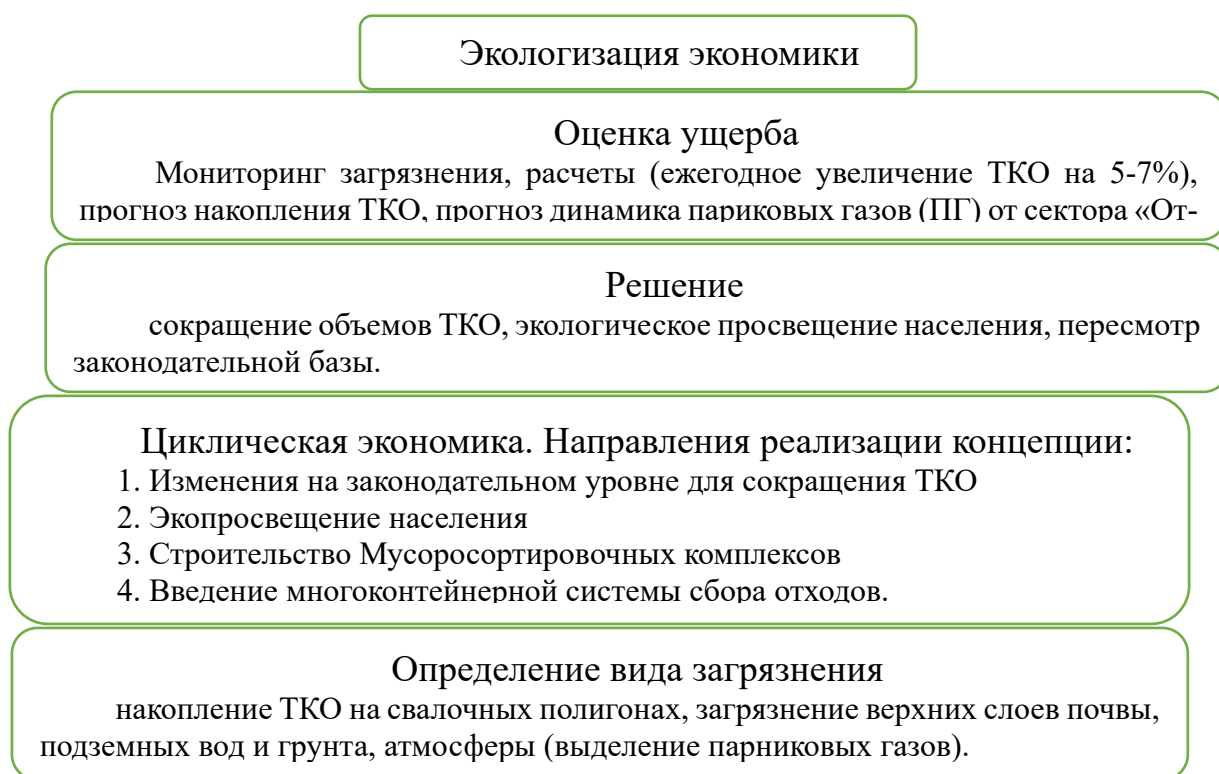 Экологизация экономики
Оценка ущерба
Мониторинг загрязнения, расчеты (ежегодное увеличение ТКО на 5-7%),
прогноз накопления ТКО, прогноз динамика париковых газов (ПГ) от сектора «От-
Решение
сокращение объемов ТКО, экологическое просвещение населения, пересмотр
законодательной базы.
Циклическая экономика. Направления реализации концепции:
1. Изменения на законодательном уровне для сокращения ТКО
2. Экопросвещение населения
3. Строительство Мусоросортировочных комплексов
4. Введение многоконтейнерной системы сбора отходов.
Определение вида загрязнения
накопление ТКО на свалочных полигонах, загрязнение верхних слоев почвы,
подземных вод и грунта, атмосферы (выделение парниковых газов).